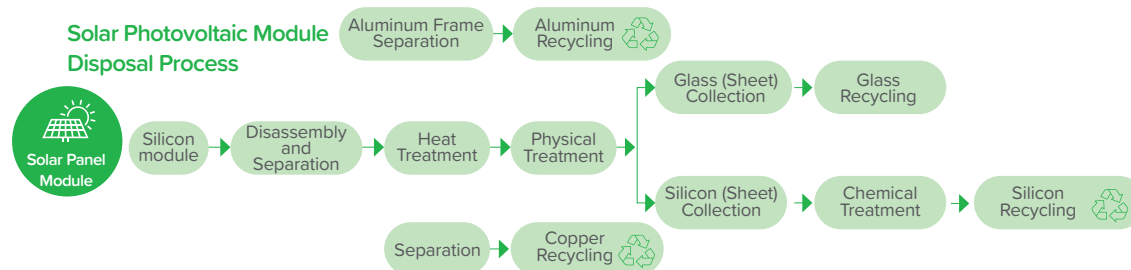 Solar Photovoltaic Module
Disposal Process
Aluminum Frame
Separation
Aluminum
Recycling
Solar Panel
Module
Silicon
module
Disassembly
and
Separation
Heat
Treatment
Physical
Treatment
Glass (Sheet)
Collection
Glass
Recycling
Silicon (Sheet)
Collection
Chemical
Treatment
Silicon
Recycling
Separation
Copper
Recycling